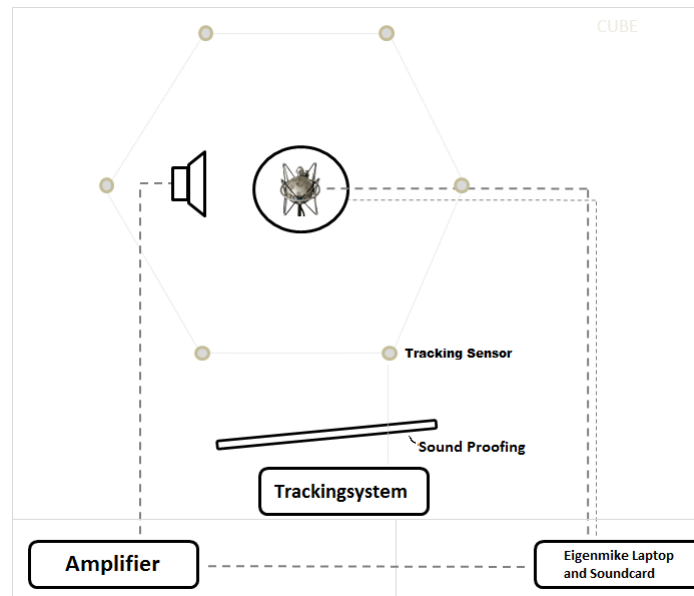 CUBE
Tracking Sensor
Sound Proofing
Trackingsystem
Amplifier
Eigenmike Laptop
and Soundcard